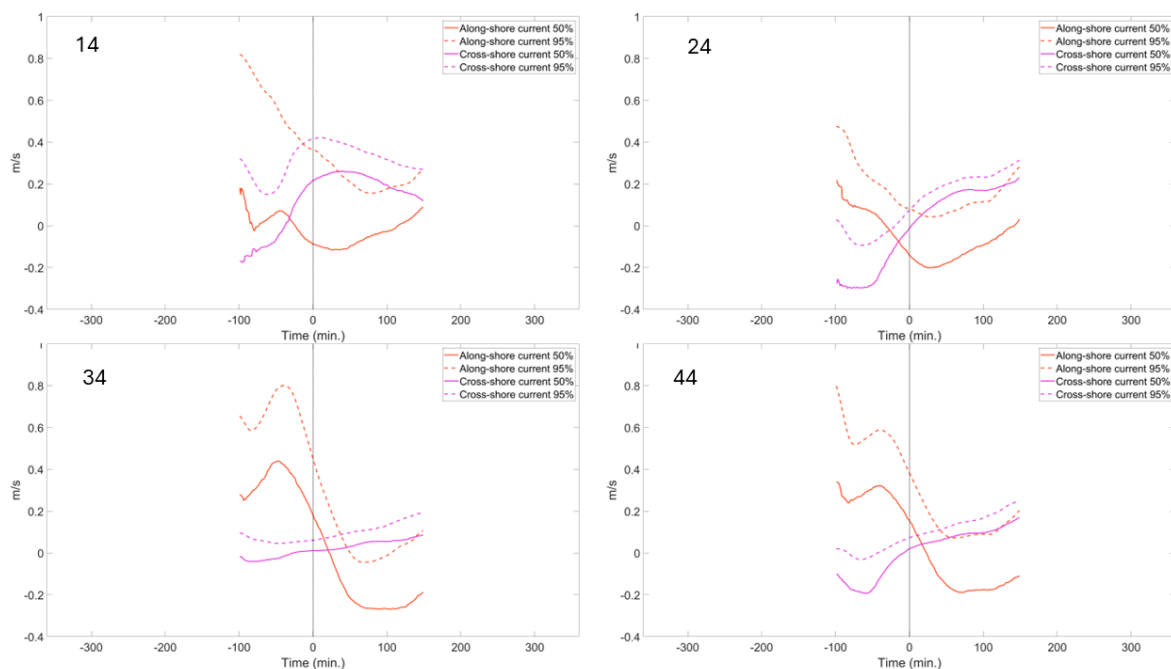 14
1
0.8
0.6
0.4
0.2
0
-0.2
-0.4
m/s
-300 -200 -100 0 100 200 300
Time (min.)
Along-shore current 50%
Along-shore current 95%
Cross-shore current 50%
Cross-shore current 95%
24
1
0.8
0.6
0.4
0.2
0
-0.2
-0.4
m/s
-300 -200 -100 0 100 200 300
Time (min.)
Along-shore current 50%
Along-shore current 95%
Cross-shore current 50%
Cross-shore current 95%
34
1
0.8
0.6
0.4
0.2
0
-0.2
-0.4
m/s
-300 -200 -100 0 100 200 300
Time (min.)
Along-shore current 50%
Along-shore current 95%
Cross-shore current 50%
Cross-shore current 95%
44
1
0.8
0.6
0.4
0.2
0
-0.2
-0.4
m/s
-300 -200 -100 0 100 200 300
Time (min.)
Along-shore current 50%
Along-shore current 95%
Cross-shore current 50%
Cross-shore current 95%